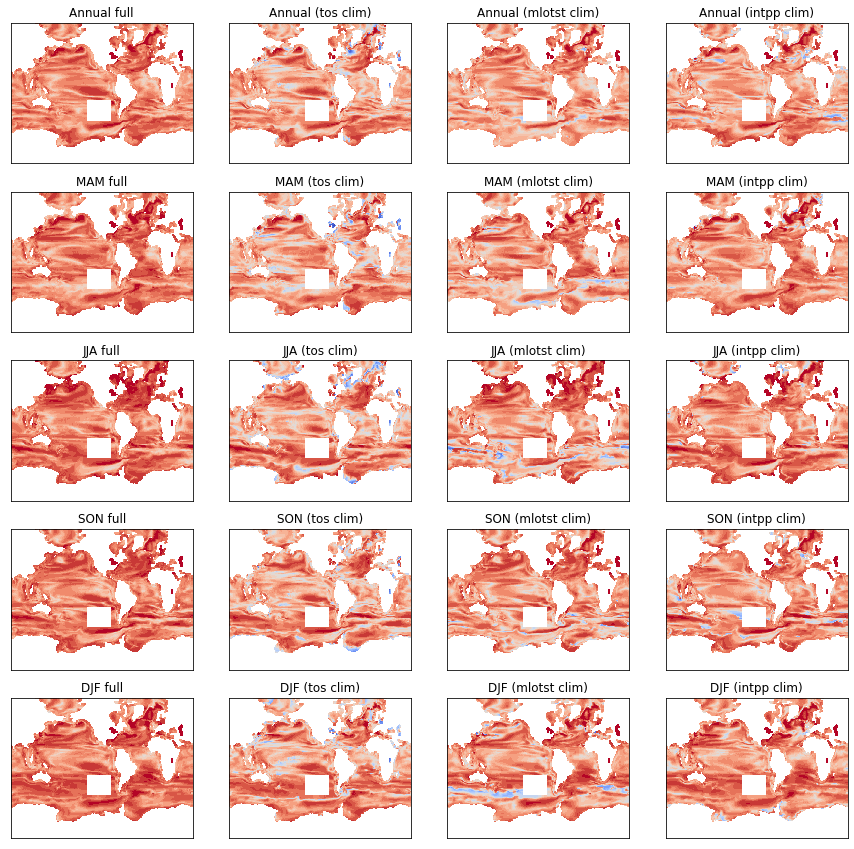 Annual full
Annual (tos clim)
Annual (mlotst clim)
Annual (intpp clim)
MAM full
MAM (tos clim)
MAM (mlotst clim)
MAM (intpp clim)
JJA full
JJA (tos clim)
JJA (mlotst clim)
JJA (intpp clim)
SON full
SON (tos clim)
SON (mlotst clim)
SON (intpp clim)
DJF full
DJF (tos clim)
DJF (mlotst clim)
DJF (intpp clim)